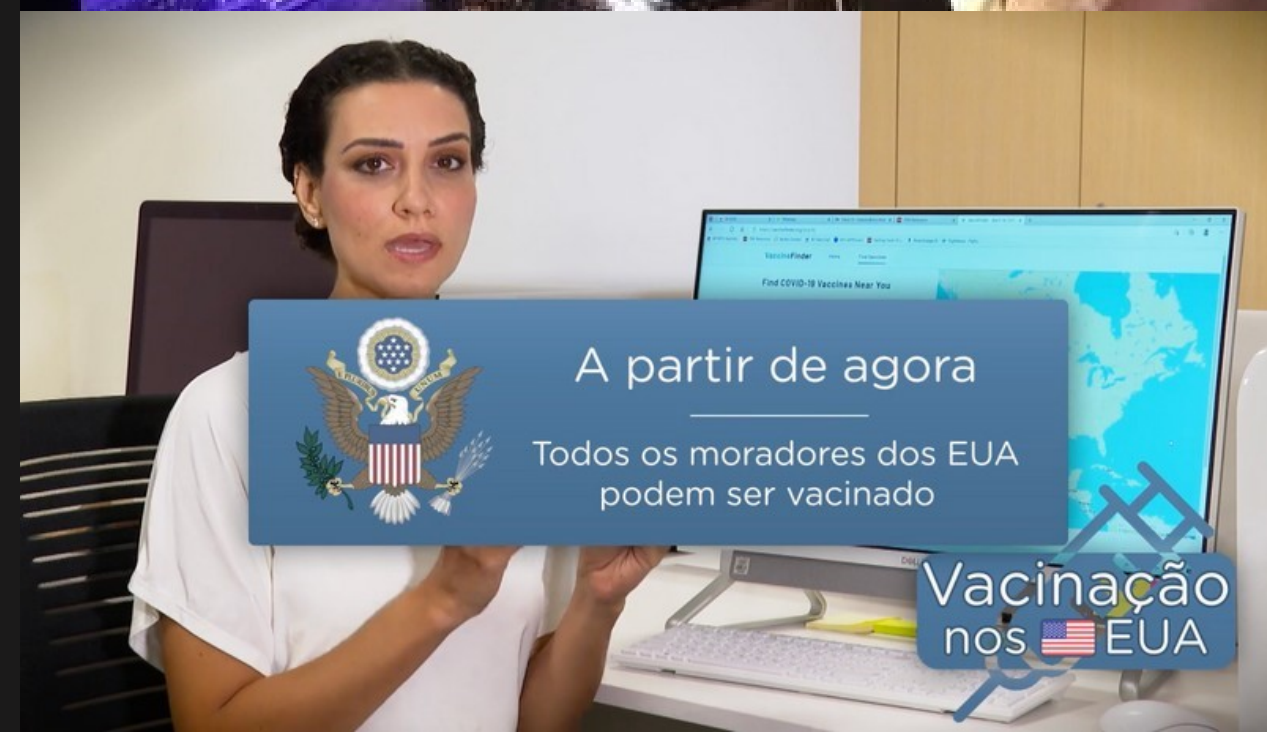 VaccineFinder
Find COVID-19 Vaccines Near You
A partir de agora
Todos os moradores dos EUA
podem ser vacinado
Vacinação
nos EUA